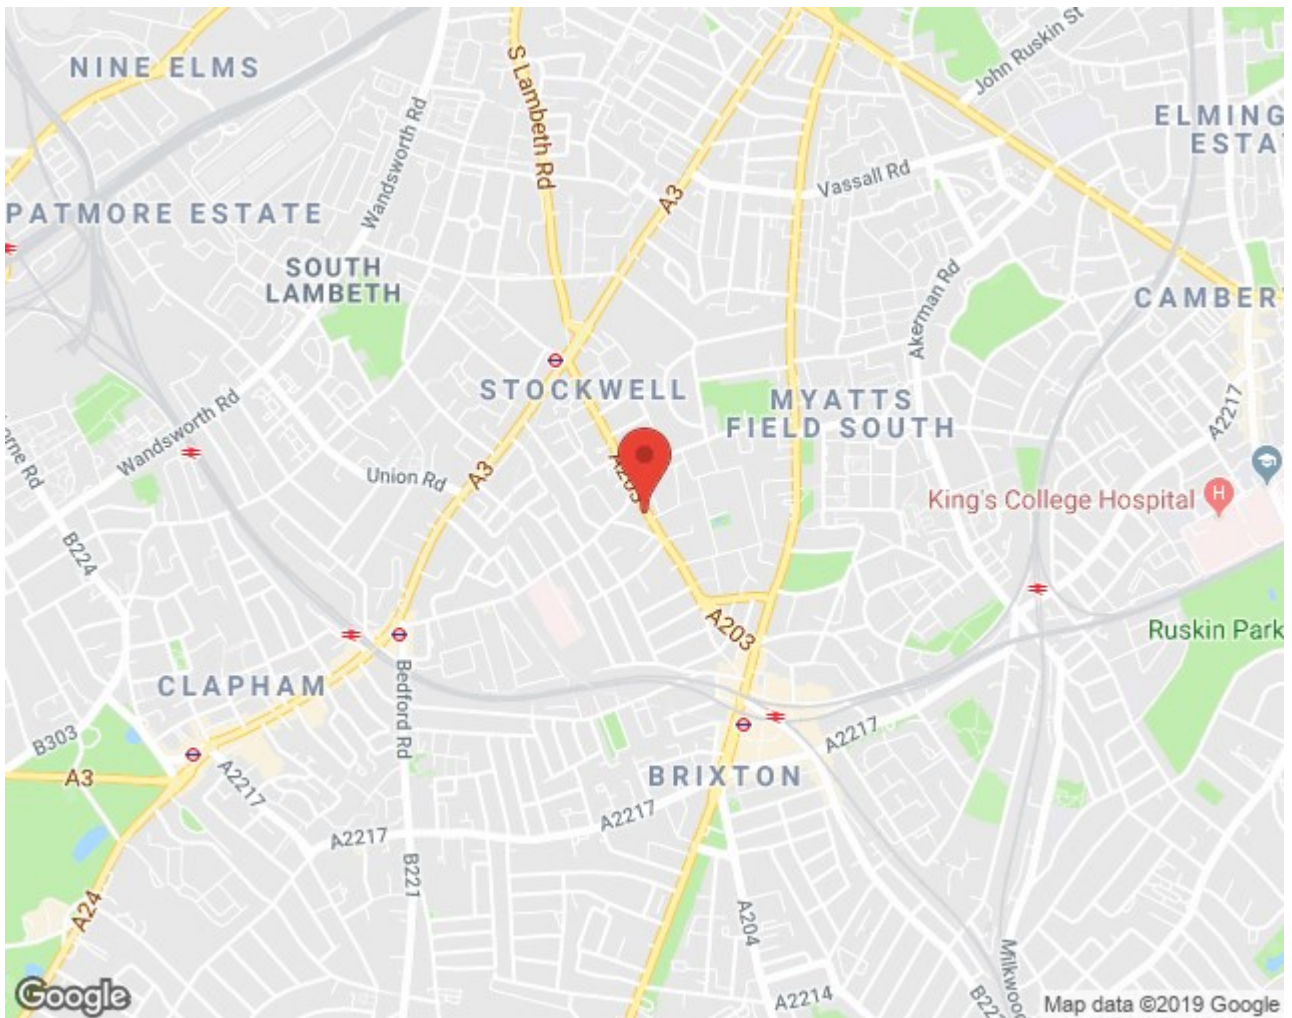 NINE ELMS
S Lambeth Rd
John Ruskin St
ELMING
ESTA
Wandsworth Rd
A3
Vassall Rd
PATMORE ESTATE
SOUTH
LAMBETH
Akerman Rd
CAMBER
STOCKWELL
MYATTS
FIELD SOUTH
A2217
Wandsworth Rd
Union Rd
A3
A203
King's College Hospital
H
B224
A203
Ruskin Park
CLAPHAM
Bedford Rd
B303
A3
A2217
A2217
BRIXTON
A2217
A2217
B221
A24
A204
A2214
Google
Map data ©2019 Google